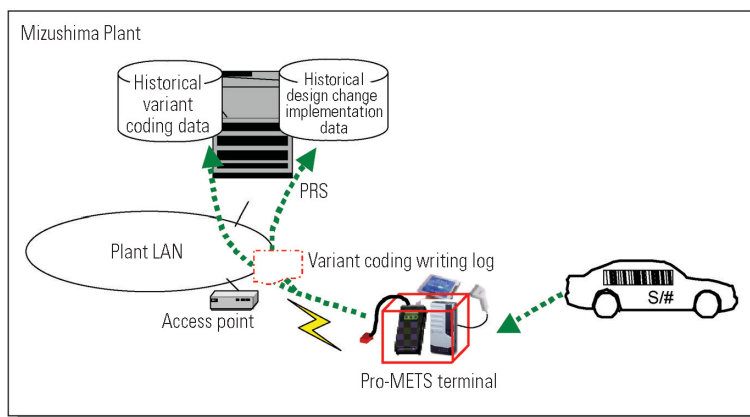 Mizushima Plant
Historical
variant
coding data
Historical
design change
implementation
data
PRS
Plant LAN
Variant coding writing log
Access point
S/#
Pro-METS terminal